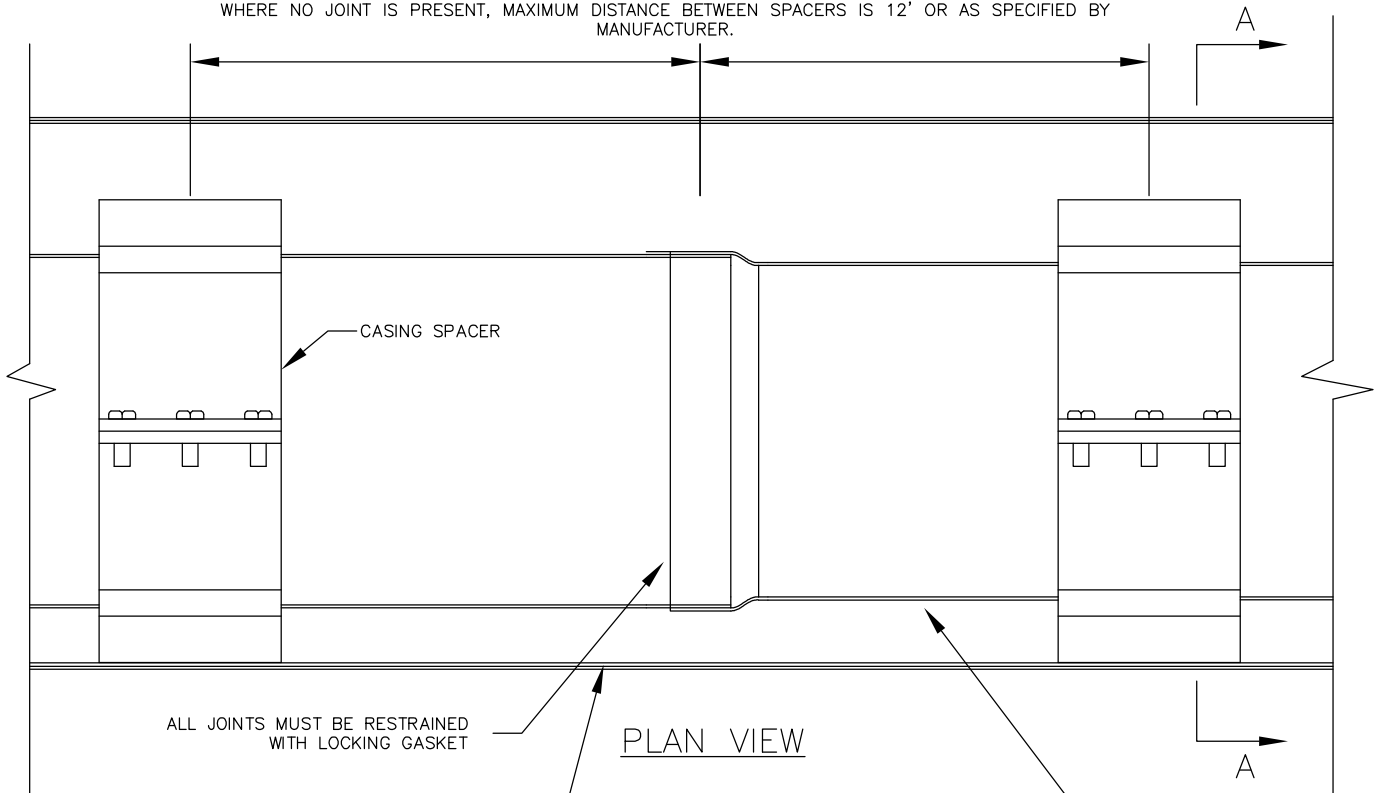 WHERE NO JOINT IS PRESENT, MAXIMUM DISTANCE BETWEEN SPACERS IS 12' OR AS SPECIFIED BY
MANUFACTURER.
A
CASING SPACER
ALL JOINTS MUST BE RESTRAINED
WITH LOCKING GASKET
PLAN VIEW
A